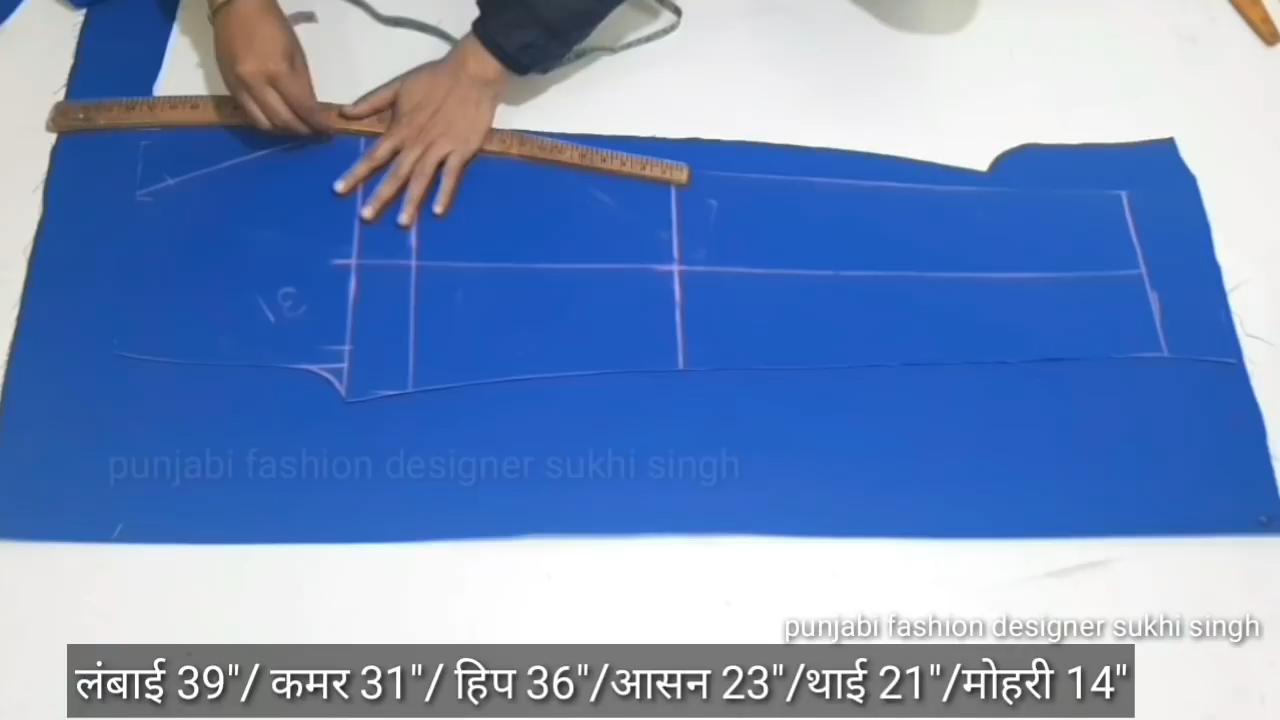 31
punjabi fashion designer sukhi singh
punjabi fashion designer sukhi singh
लंबाई 39"/ कमर 31"/ हिप 36"/आसन 23"/थाई 21"/मोहरी 14"